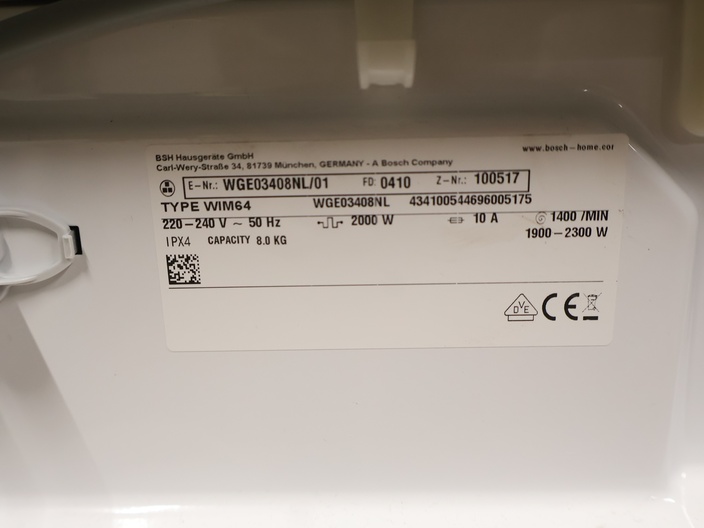 BSH Hausgeräte GmbH
Carl-Wery-Straße 34, 81739 München, GERMANY - A Bosch Company
www.bosch-home.com
E-Nr.: WGE03408NL/01 FD: 0410 Z-Nr.: 100517
TYPE WIM64 WGE03408NL 434100544696005175
220-240 V ~ 50 Hz 2000 W 10 A 1400 /MIN
IPX4 CAPACITY 8.0 KG 1900-2300 W
DVE CE